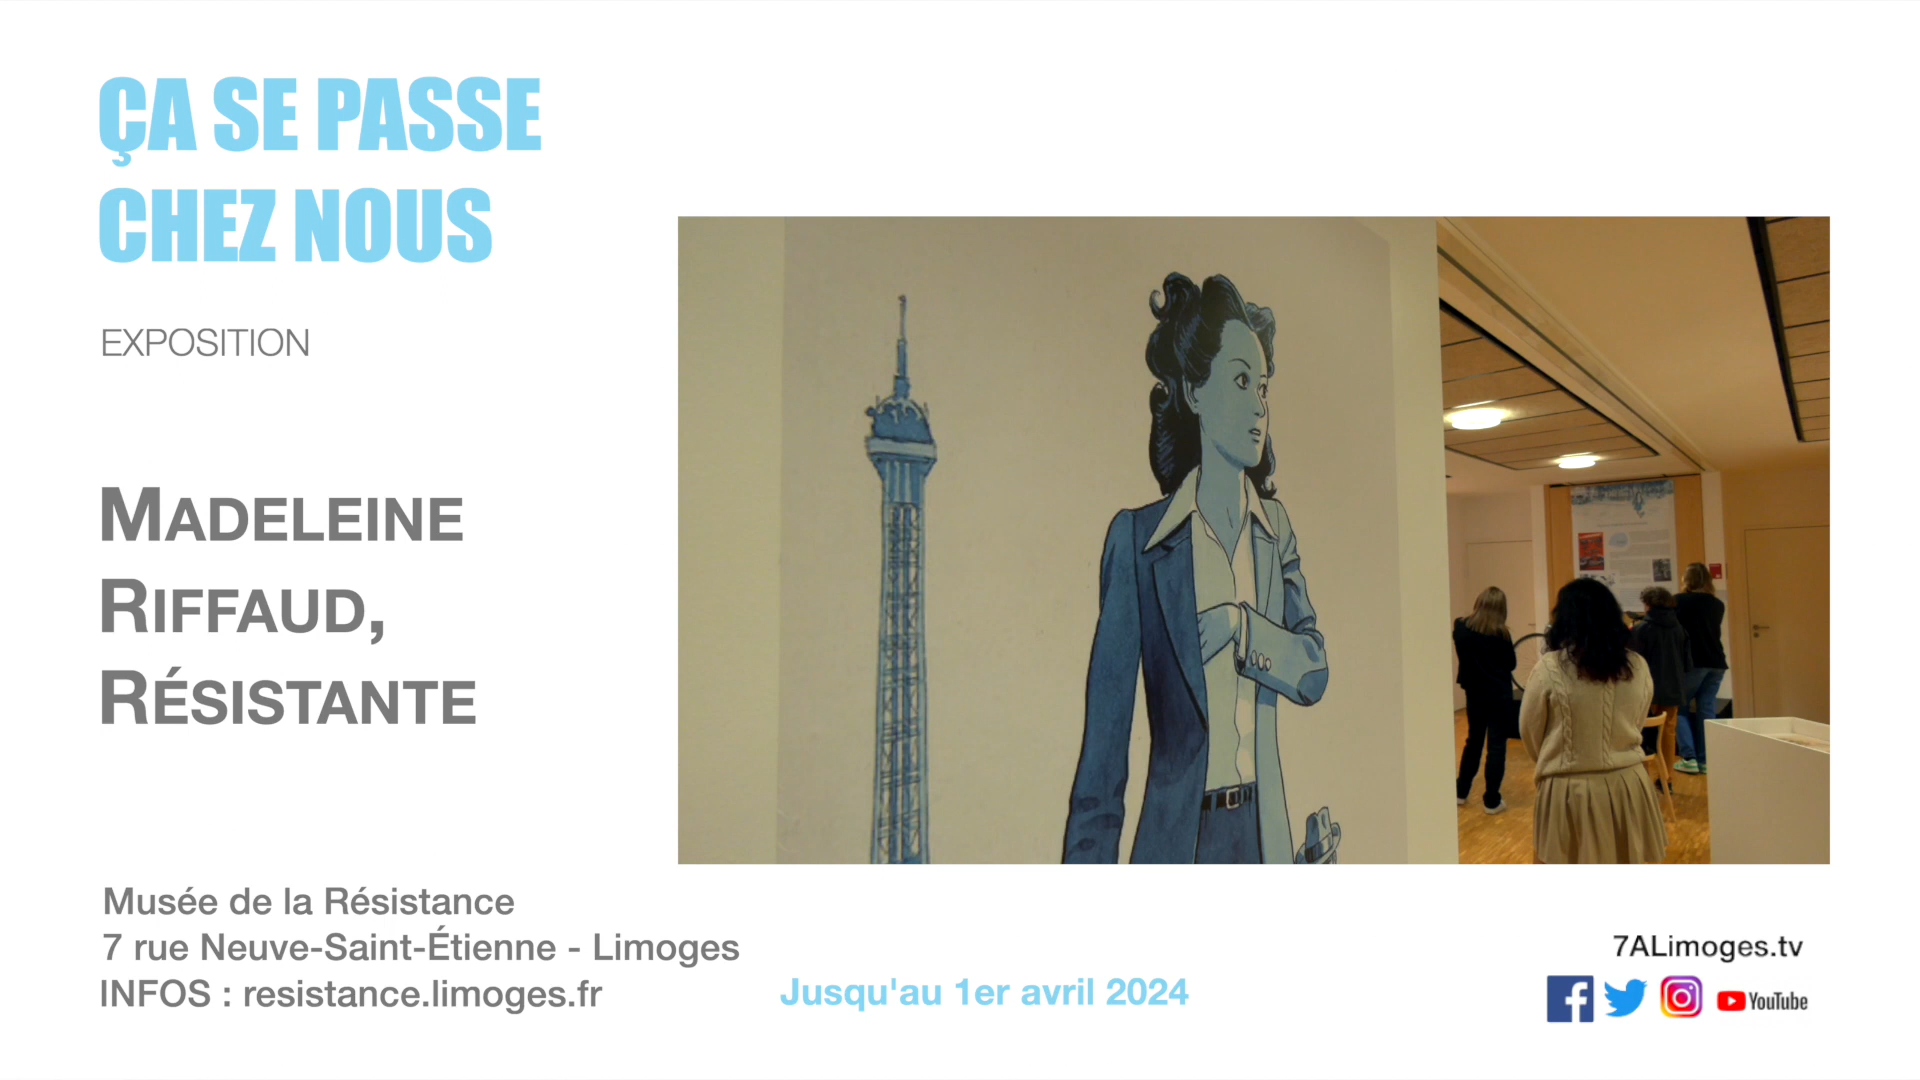 ÇA SE PASSE
CHEZ NOUS
EXPOSITION
MADELEINE
RIFFAUD,
RÉSISTANTE
Musée de la Résistance
7 rue Neuve-Saint-Étienne - Limoges
INFOS : resistance.limoges.fr
Jusqu'au 1er avril 2024
7ALimoges.tv
YouTube